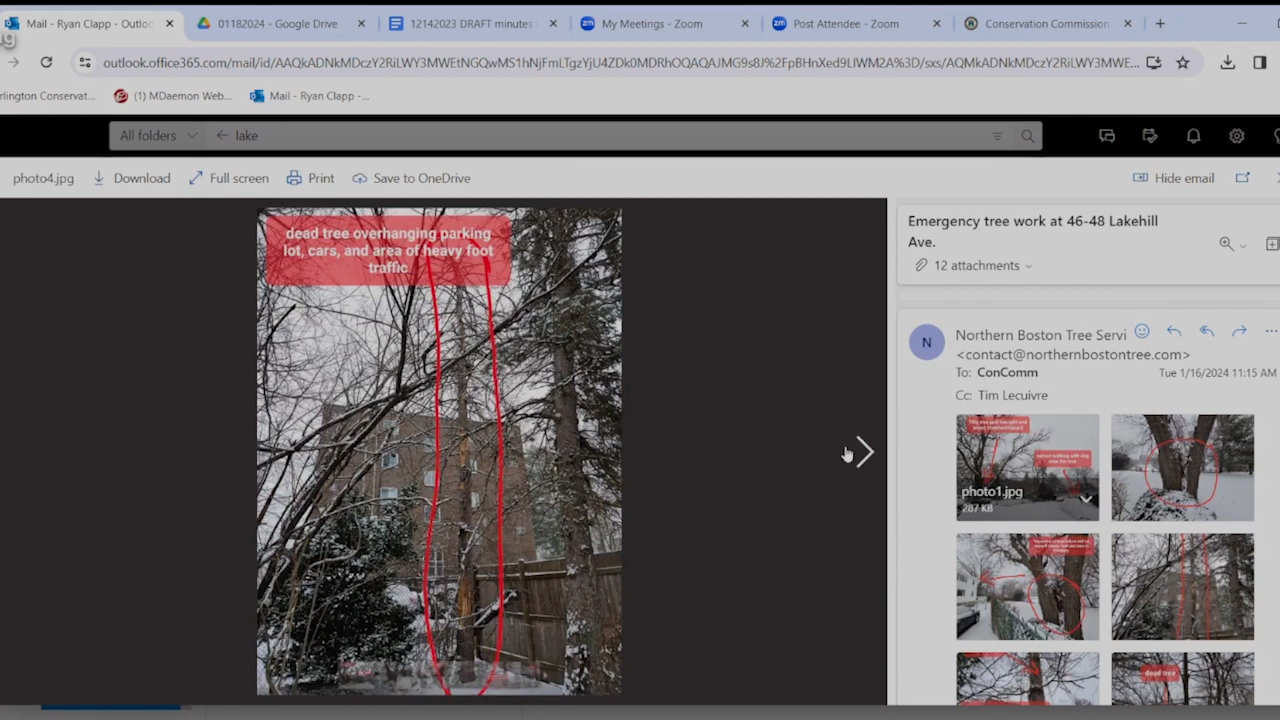 Mail - Ryan Clapp - Outloo
01182024 - Google Drive
12142023 DRAFT minutes
My Meetings - Zoom
Post Attendee - Zoom
Conservation Commission
outlook.office365.com/mail/id/AAQkADNkMDczY2RiLWY3MWEtNGQwMS1hNjFmLTgzYjU4ZDk0MDRhOQAQAJMG9s8J%2FpBHnXed9LIWM2A%3D/sxs/AQMkADNkMDczY2RiLWY3MWE...
rlington Conservat...
(1) MDaemon Web...
Mail - Ryan Clapp -...
All folders
lake
photo4.jpg
Download
Full screen
Print
Save to OneDrive
Hide email
dead tree overhanging parking
lot, cars, and area of heavy foot
traffic
Emergency tree work at 46-48 Lakehill
Ave.
12 attachments
N
Northern Boston Tree Servi
<contact@northernbostontree.com>
To: ConComm
Tue 1/16/2024 11:15 AM
Cc: Tim Lecuivre
photo1.jpg
287 KB
dead tree